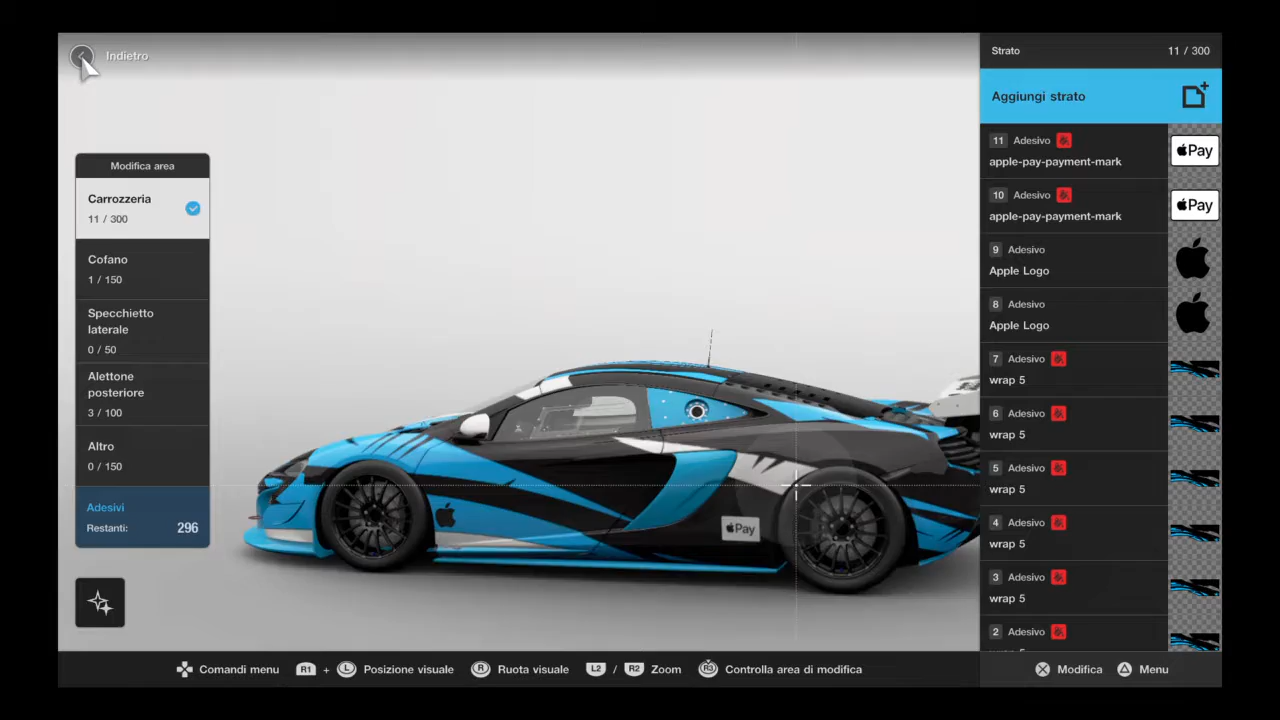 Indietro
Modifica area
Carrozzeria
11 / 300
Cofano
1 / 150
Specchietto
laterale
0 / 50
Alettone
posteriore
3 / 100
Altro
0 / 150
Adesivi
Restanti: 296
Pay
Strato 11 / 300
Aggiungi strato
11 Adesivo
apple-pay-payment-mark
Pay
10 Adesivo
apple-pay-payment-mark
Pay
9 Adesivo
Apple Logo
8 Adesivo
Apple Logo
7 Adesivo
wrap 5
6 Adesivo
wrap 5
5 Adesivo
wrap 5
4 Adesivo
wrap 5
3 Adesivo
wrap 5
2 Adesivo
wrap 5
Comandi menu R1 + L Posizione visuale R Ruota visuale L2 / R2 Zoom R3 Controlla area di modifica Modifica Menu